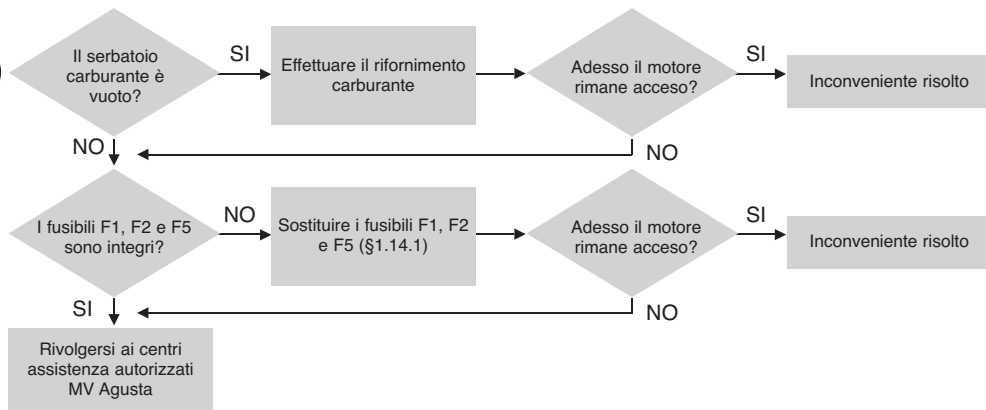 Il serbatoio
carburante è
vuoto?
SI
Effettuare il rifornimento
carburante
Adesso il motore
rimane acceso?
SI
Inconveniente risolto
NO
NO
I fusibili F1, F2 e F5
sono integri?
NO
Sostituire i fusibili F1, F2
e F5 (§1.14.1)
Adesso il motore
rimane acceso?
SI
Inconveniente risolto
SI
NO
Rivolgersi ai centri
assistenza autorizzati
MV Agusta